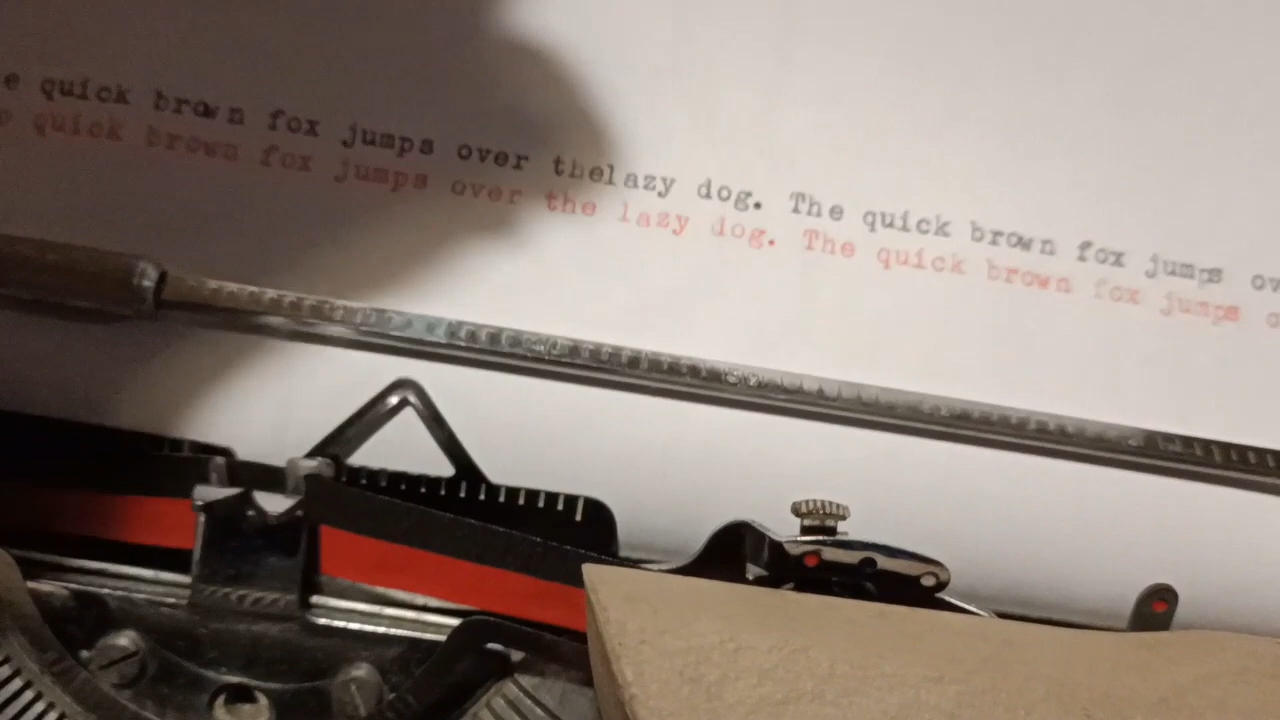 e quick brown fox jumps over thelazy dog. The quick brown fox jumps ov
quick brown fox jumps over the lazy dog. The quick brown fox jumps o